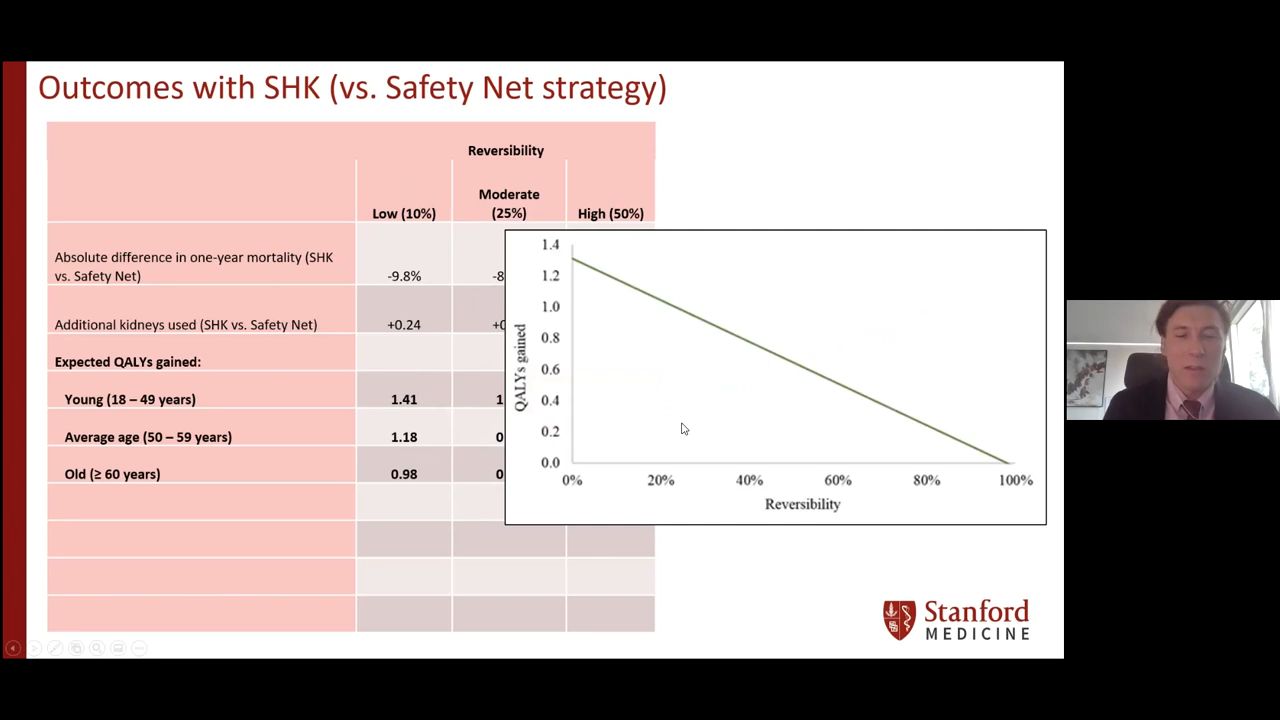 Outcomes with SHK (vs. Safety Net strategy)
Reversibility
Low (10%)
Moderate
(25%)
High (50%)
Absolute difference in one-year mortality (SHK
vs. Safety Net)
-9.8%
-8
Additional kidneys used (SHK vs. Safety Net)
+0.24
Expected QALYs gained:
Young (18 – 49 years)
1.41
1
Average age (50 – 59 years)
1.18
0
Old (≥ 60 years)
0.98
0
QALYs gained
1.4
1.2
1.0
0.8
0.6
0.4
0.2
0.0
0%
20%
40%
60%
80%
100%
Reversibility
Stanford
MEDICINE